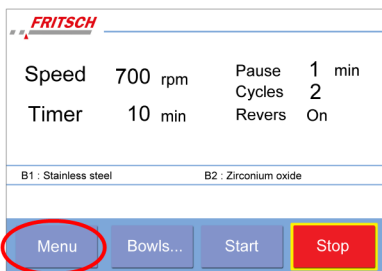 FRITSCH
Speed 700 rpm Pause 1 min
Cycles 2
Timer 10 min Revers On
B1 : Stainless steel B2 : Zirconium oxide
Menu Bowls... Start Stop